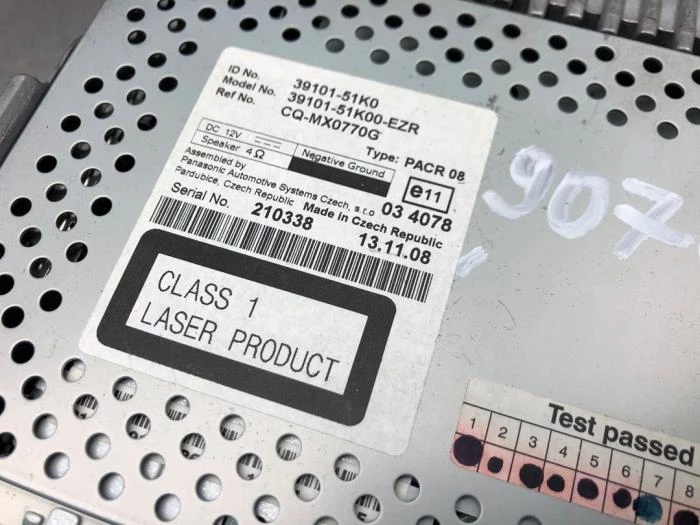 ID No. 39101-51K0
Model No. 39101-51K00-EZR
Ref No. CQ-MX0770G
Type: PACR 08
DC 12V Negative Ground
Speaker 4Ω
e11
Assembled by
Panasonic Automotive Systems Czech, s.r.o
03 4078
Pardubice, Czech Republic Made in Czech Republic
Serial No. 210338 13.11.08
CLASS 1
LASER PRODUCT
907
Test passed
1 2 3 4 5 6 7 8